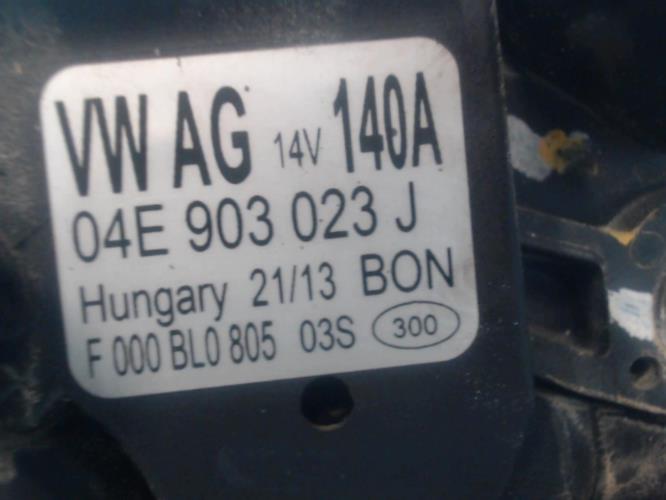 VW AG 14V 140A
04E 903 023 J
Hungary 21/13 BON
F 000 BL0 805 03S 300